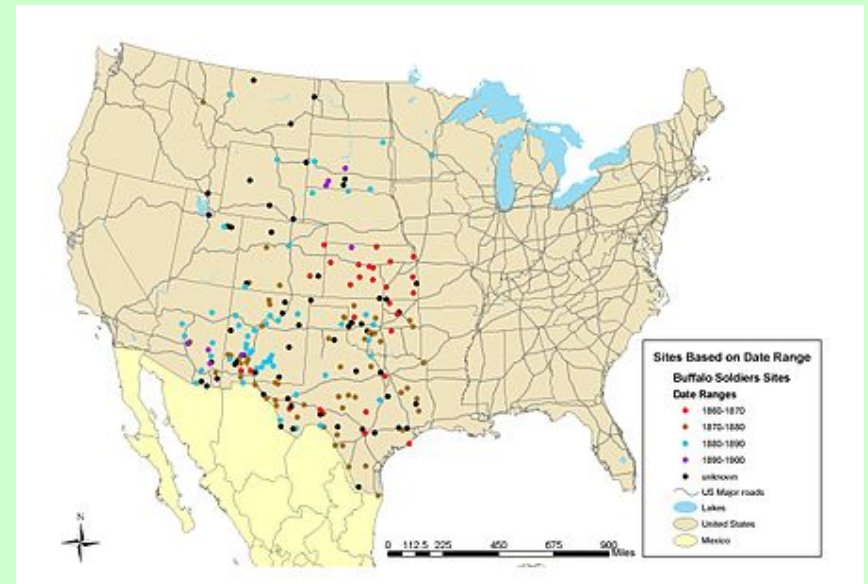 Sites Based on Date Range
Buffalo Soldiers Sites
Date Ranges
1860-1870
1870-1880
1880-1890
1890-1900
unknown
US Major roads
Lakes
United States
Mexico
N
0 112.5 225 450 675 900
Miles